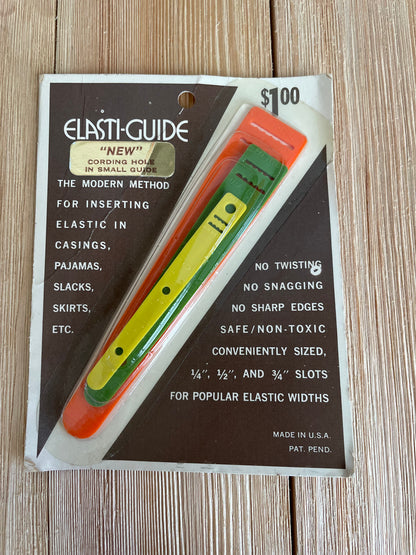 $1.00
ELASTI-GUIDE
"NEW"
CORDING HOLE
IN SMALL GUIDE
THE MODERN METHOD
FOR INSERTING
ELASTIC IN
CASINGS,
PAJAMAS,
SLACKS,
SKIRTS,
ETC.
NO TWISTING
NO SNAGGING
NO SHARP EDGES
SAFE/NON-TOXIC
CONVENIENTLY SIZED,
¼", ½", AND ¾" SLOTS
FOR POPULAR ELASTIC WIDTHS
MADE IN U.S.A.
PAT. PEND.